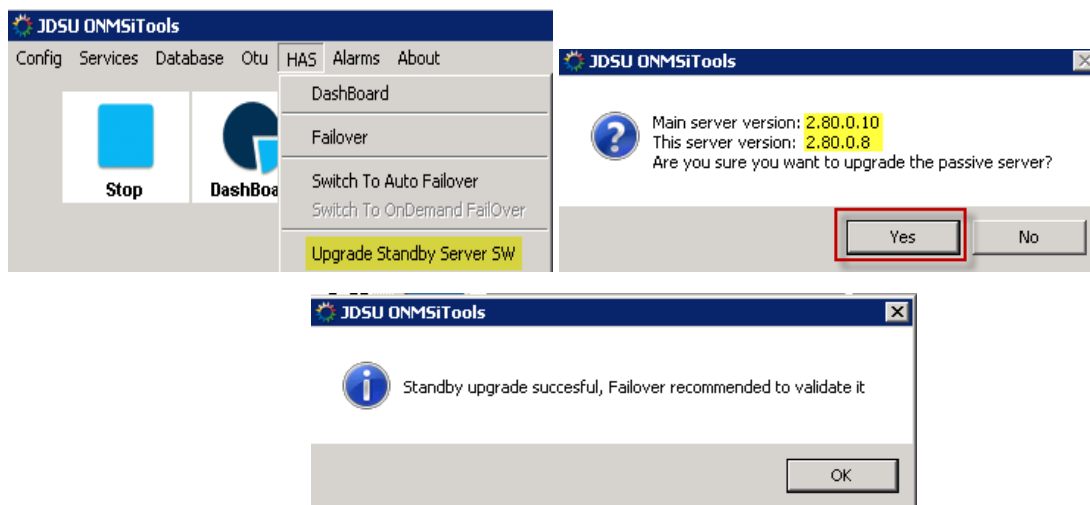 JDSU ONMSiTools
Config Services Database Otu HAS Alarms About
DashBoard
Failover
Switch To Auto Failover
Switch To OnDemand FailOver
Upgrade Standby Server SW
Stop DashBoa
JDSU ONMSiTools
Main server version: 2.80.0.10
This server version: 2.80.0.8
Are you sure you want to upgrade the passive server?
Yes No
JDSU ONMSiTools
Standby upgrade succesful, Failover recommended to validate it
OK